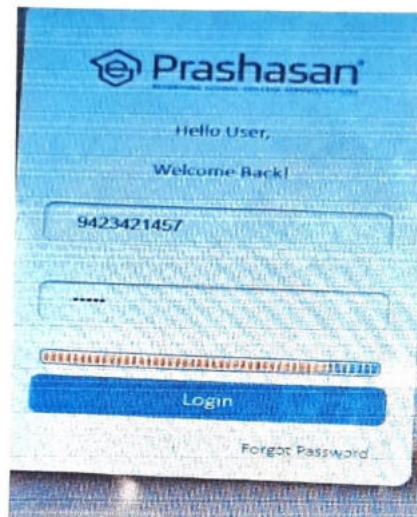 Prashasan
Hello User,
Welcome Back!
9423421457
-----
Login
Forgot Password